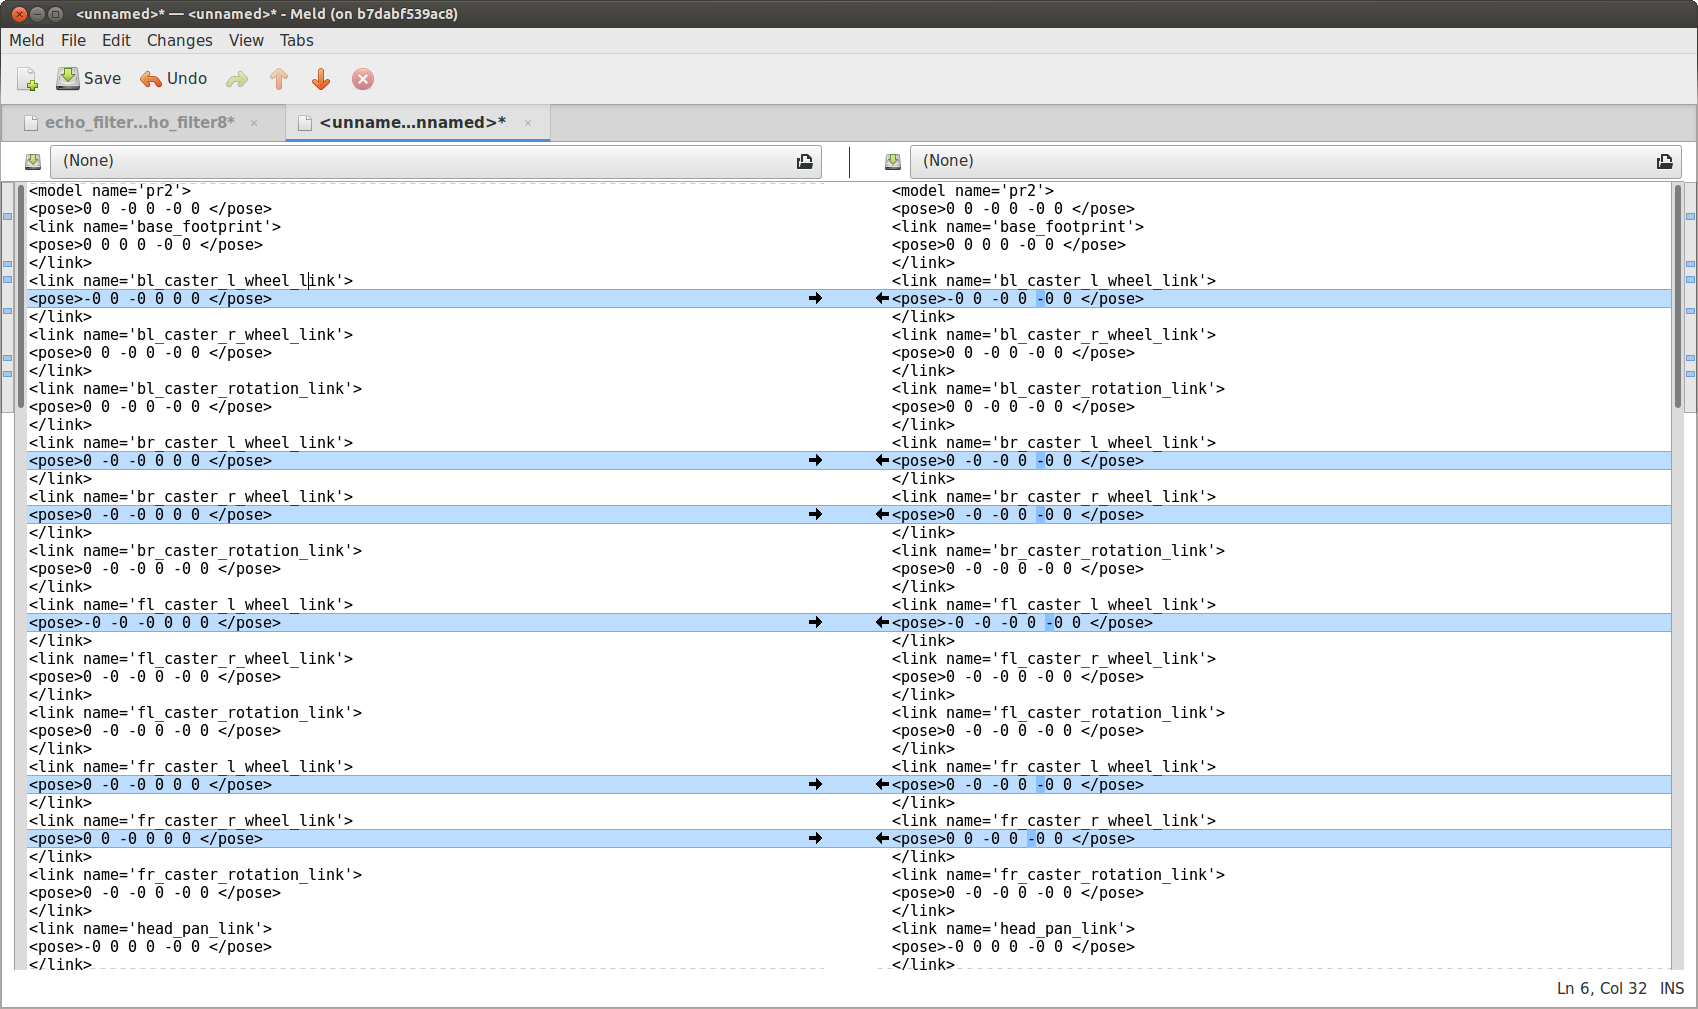 <unnamed>* — <unnamed>* - Meld (on b7dabf539ac8)
Meld File Edit Changes View Tabs
Save Undo
echo_filter...ho_filter8* <unname...nnamed>*
(None) (None)
<model name='pr2'>
<pose>0 0 -0 0 -0 0 </pose>
<link name='base_footprint'>
<pose>0 0 0 0 -0 0 </pose>
</link>
<link name='bl_caster_l_wheel_link'>
<pose>-0 0 -0 0 0 0 </pose>
</link>
<link name='bl_caster_r_wheel_link'>
<pose>0 0 -0 0 -0 0 </pose>
</link>
<link name='bl_caster_rotation_link'>
<pose>0 0 -0 0 -0 0 </pose>
</link>
<link name='br_caster_l_wheel_link'>
<pose>0 -0 -0 0 0 0 </pose>
</link>
<link name='br_caster_r_wheel_link'>
<pose>0 -0 -0 0 0 0 </pose>
</link>
<link name='br_caster_rotation_link'>
<pose>0 -0 -0 0 -0 0 </pose>
</link>
<link name='fl_caster_l_wheel_link'>
<pose>-0 -0 -0 0 0 0 </pose>
</link>
<link name='fl_caster_r_wheel_link'>
<pose>0 -0 -0 0 -0 0 </pose>
</link>
<link name='fl_caster_rotation_link'>
<pose>0 -0 -0 0 -0 0 </pose>
</link>
<link name='fr_caster_l_wheel_link'>
<pose>0 -0 -0 0 0 0 </pose>
</link>
<link name='fr_caster_r_wheel_link'>
<pose>0 0 -0 0 0 0 </pose>
</link>
<link name='fr_caster_rotation_link'>
<pose>0 -0 -0 0 -0 0 </pose>
</link>
<link name='head_pan_link'>
<pose>-0 0 0 0 -0 0 </pose>
</link>
<model name='pr2'>
<pose>0 0 -0 0 -0 0 </pose>
<link name='base_footprint'>
<pose>0 0 0 0 -0 0 </pose>
</link>
<link name='bl_caster_l_wheel_link'>
<pose>-0 0 -0 0 -0 0 </pose>
</link>
<link name='bl_caster_r_wheel_link'>
<pose>0 0 -0 0 -0 0 </pose>
</link>
<link name='bl_caster_rotation_link'>
<pose>0 0 -0 0 -0 0 </pose>
</link>
<link name='br_caster_l_wheel_link'>
<pose>0 -0 -0 0 -0 0 </pose>
</link>
<link name='br_caster_r_wheel_link'>
<pose>0 -0 -0 0 -0 0 </pose>
</link>
<link name='br_caster_rotation_link'>
<pose>0 -0 -0 0 -0 0 </pose>
</link>
<link name='fl_caster_l_wheel_link'>
<pose>-0 -0 -0 0 -0 0 </pose>
</link>
<link name='fl_caster_r_wheel_link'>
<pose>0 -0 -0 0 -0 0 </pose>
</link>
<link name='fl_caster_rotation_link'>
<pose>0 -0 -0 0 -0 0 </pose>
</link>
<link name='fr_caster_l_wheel_link'>
<pose>0 -0 -0 0 -0 0 </pose>
</link>
<link name='fr_caster_r_wheel_link'>
<pose>0 0 -0 0 -0 0 </pose>
</link>
<link name='fr_caster_rotation_link'>
<pose>0 -0 -0 0 -0 0 </pose>
</link>
<link name='head_pan_link'>
<pose>-0 0 0 0 -0 0 </pose>
</link>
Ln 6, Col 32 INS